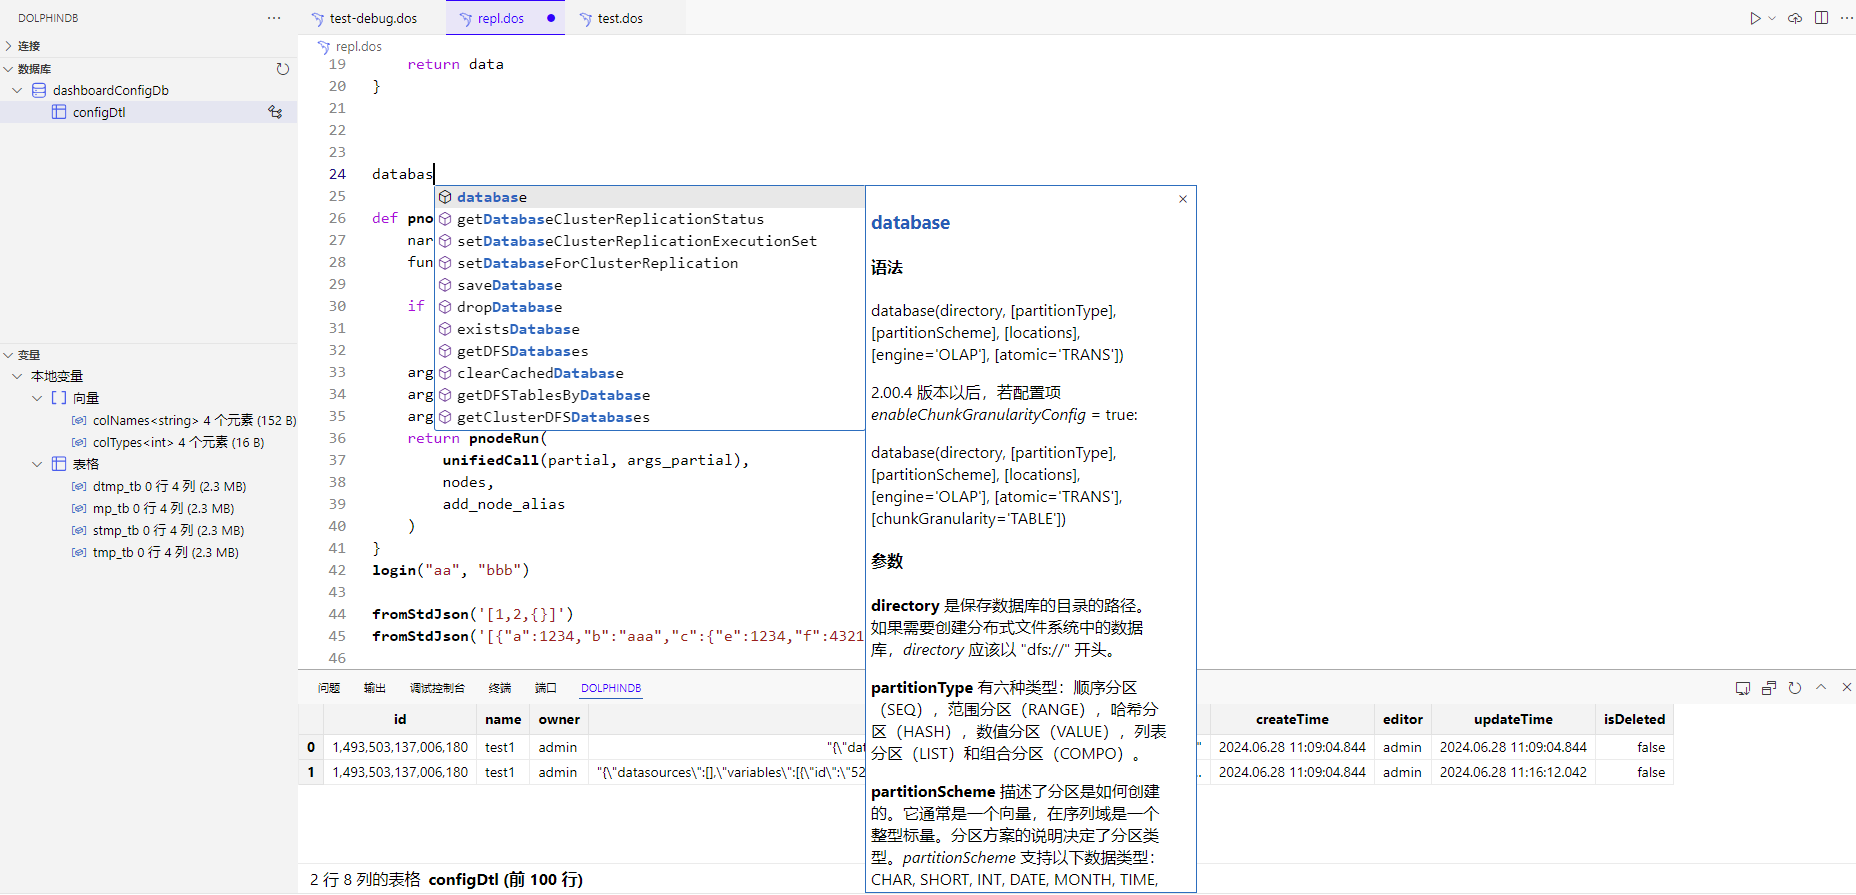 DOLPHINDB
连接
数据库
dashboardConfigDb
configDtl
变量
本地变量
向量
colNames<string> 4 个元素 (152 B)
colTypes<int> 4 个元素 (16 B)
表格
dtmp_tb 0 行 4 列 (2.3 MB)
mp_tb 0 行 4 列 (2.3 MB)
stmp_tb 0 行 4 列 (2.3 MB)
tmp_tb 0 行 4 列 (2.3 MB)
test-debug.dos
repl.dos
test.dos
repl.dos
19 return data
20 }
21
22
23
24 databas
25
26 def pno
27 nar
28 fun
29
30 if
31
32
33 arg
34 arg
35 arg
36 return pnodeRun(
37 unifiedCall(partial, args_partial),
38 nodes,
39 add_node_alias
40 )
41 }
42 login("aa", "bbb")
43
44 fromStdJson('[1,2,{}]')
45 fromStdJson('[{"a":1234,"b":"aaa","c":{"e":1234,"f":4321
46
database
getDatabaseClusterReplicationStatus
setDatabaseClusterReplicationExecutionSet
setDatabaseForClusterReplication
saveDatabase
dropDatabase
existsDatabase
getDFSDatabases
clearCachedDatabase
getDFSTablesByDatabase
getClusterDFSDatabases
database
语法
database(directory, [partitionType],
[partitionScheme], [locations],
[engine='OLAP'], [atomic='TRANS'])
2.00.4 版本以后，若配置项
enableChunkGranularityConfig = true:
database(directory, [partitionType],
[partitionScheme], [locations],
[engine='OLAP'], [atomic='TRANS'],
[chunkGranularity='TABLE'])
参数
directory 是保存数据库的目录的路径。
如果需要创建分布式文件系统中的数据
库，directory 应该以 "dfs://" 开头。
partitionType 有六种类型：顺序分区
（SEQ），范围分区（RANGE），哈希分
区（HASH），数值分区（VALUE），列表
分区（LIST）和组合分区（COMPO）。
partitionScheme 描述了分区是如何创建
的。它通常是一个向量，在序列域是一个
整型标量。分区方案的说明决定了分区类
型。partitionScheme 支持以下数据类型：
CHAR, SHORT, INT, DATE, MONTH, TIME,
问题 输出 调试控制台 终端 端口 DOLPHINDB
id name owner createTime editor updateTime isDeleted
0 1,493,503,137,006,180 test1 admin "{\"dat " 2024.06.28 11:09:04.844 admin 2024.06.28 11:09:04.844 false
1 1,493,503,137,006,180 test1 admin "{\"datasources\":[],\"variables\":[{\"id\":\"52 . 2024.06.28 11:09:04.844 admin 2024.06.28 11:16:12.042 false
2 行 8 列的表格 configDtl (前 100 行)